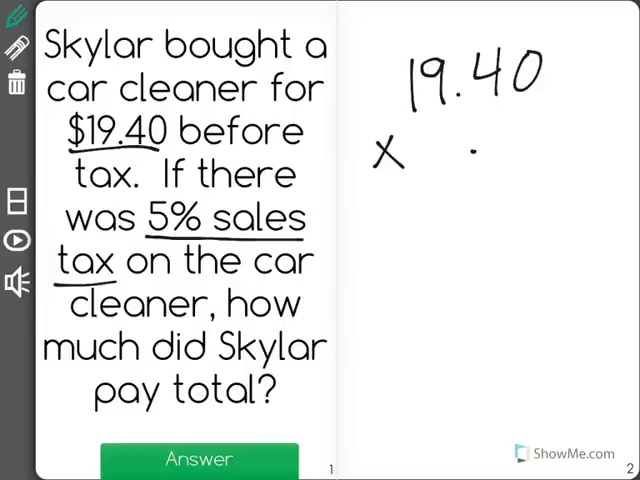 Skylar bought a
car cleaner for
$19.40 before
tax. If there
was 5% sales
tax on the car
cleaner, how
much did Skylar
pay total?
Answer
1
19.40
x .
ShowMe.com
2